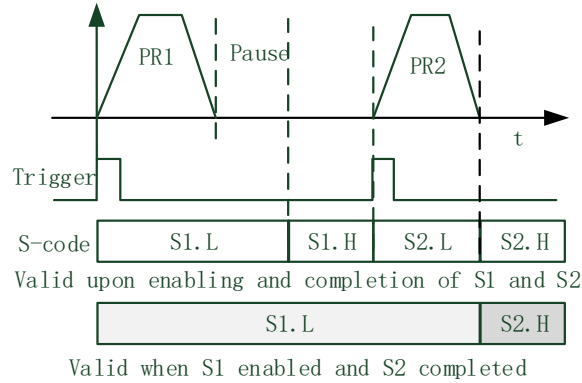 PR1
Pause
PR2
t
Trigger
S-code
S1.L
S1.H
S2.L
S2.H
Valid upon enabling and completion of S1 and S2
S1.L
S2.H
Valid when S1 enabled and S2 completed